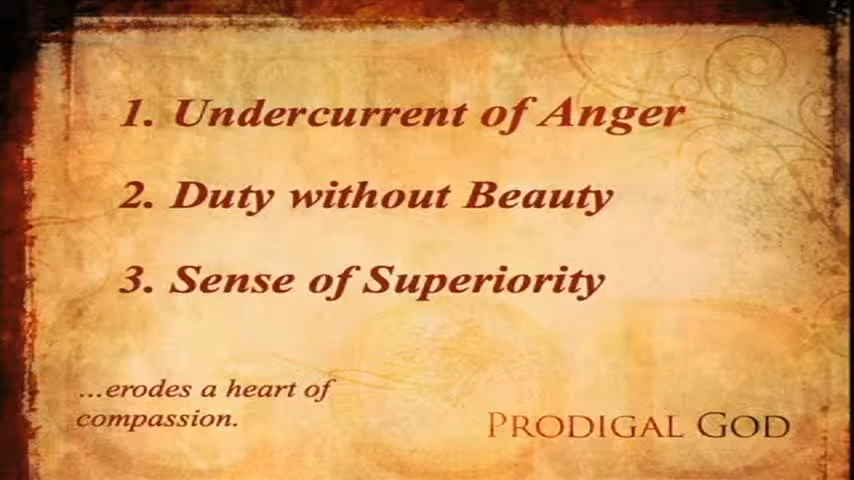 1. Undercurrent of Anger
2. Duty without Beauty
3. Sense of Superiority
...erodes a heart of
compassion.
PRODIGAL GOD